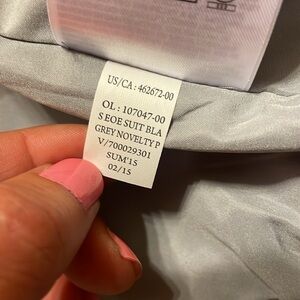 US/CA : 462672-00
OL : 107047-00
S EOE SUIT BLA
GREY NOVELTY P
V/700029301
SUM'15
02/15